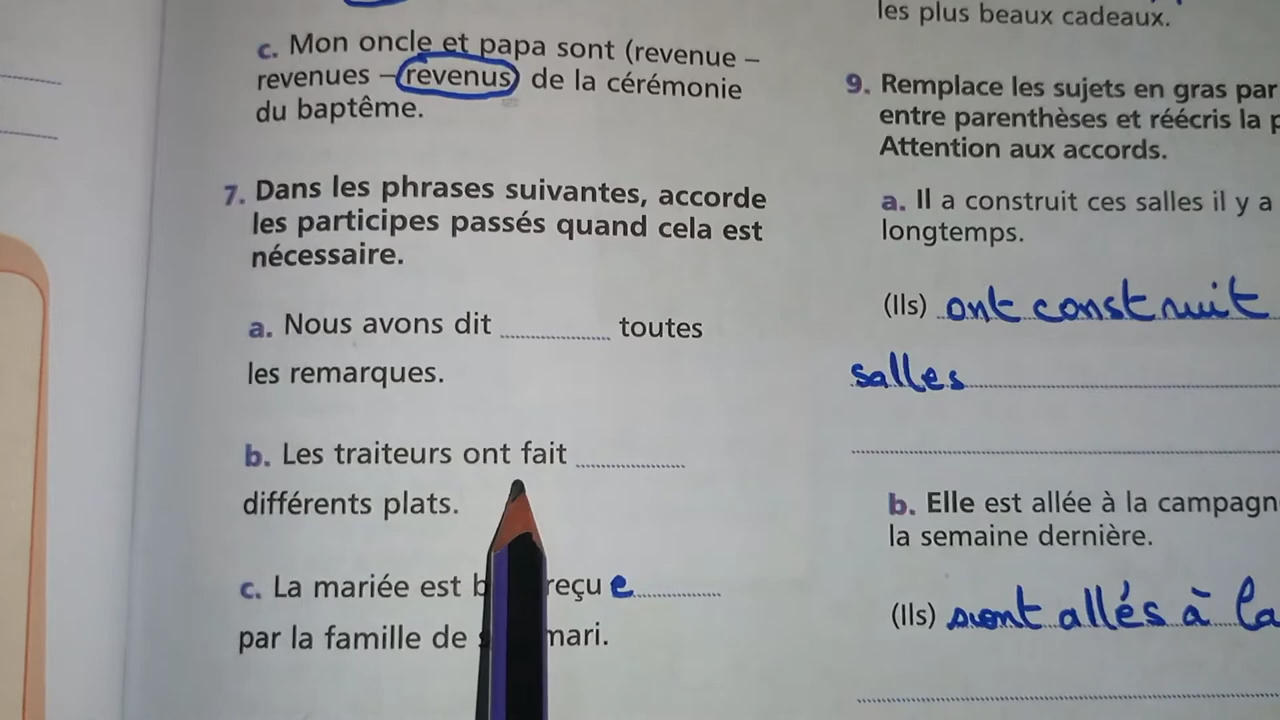 c. Mon oncle et papa sont (revenue –
revenues – revenus) de la cérémonie
du baptême.
7. Dans les phrases suivantes, accorde
les participes passés quand cela est
nécessaire.
a. Nous avons dit ............ toutes
les remarques.
b. Les traiteurs ont fait ............
différents plats.
c. La mariée est reçue............
par la famille de mari.
les plus beaux cadeaux.
9. Remplace les sujets en gras par
entre parenthèses et réécris la
Attention aux accords.
a. Il a construit ces salles il y a
longtemps.
(Ils) ont construit
salles
b. Elle est allée à la campagn
la semaine dernière.
(Ils) sont allés à la